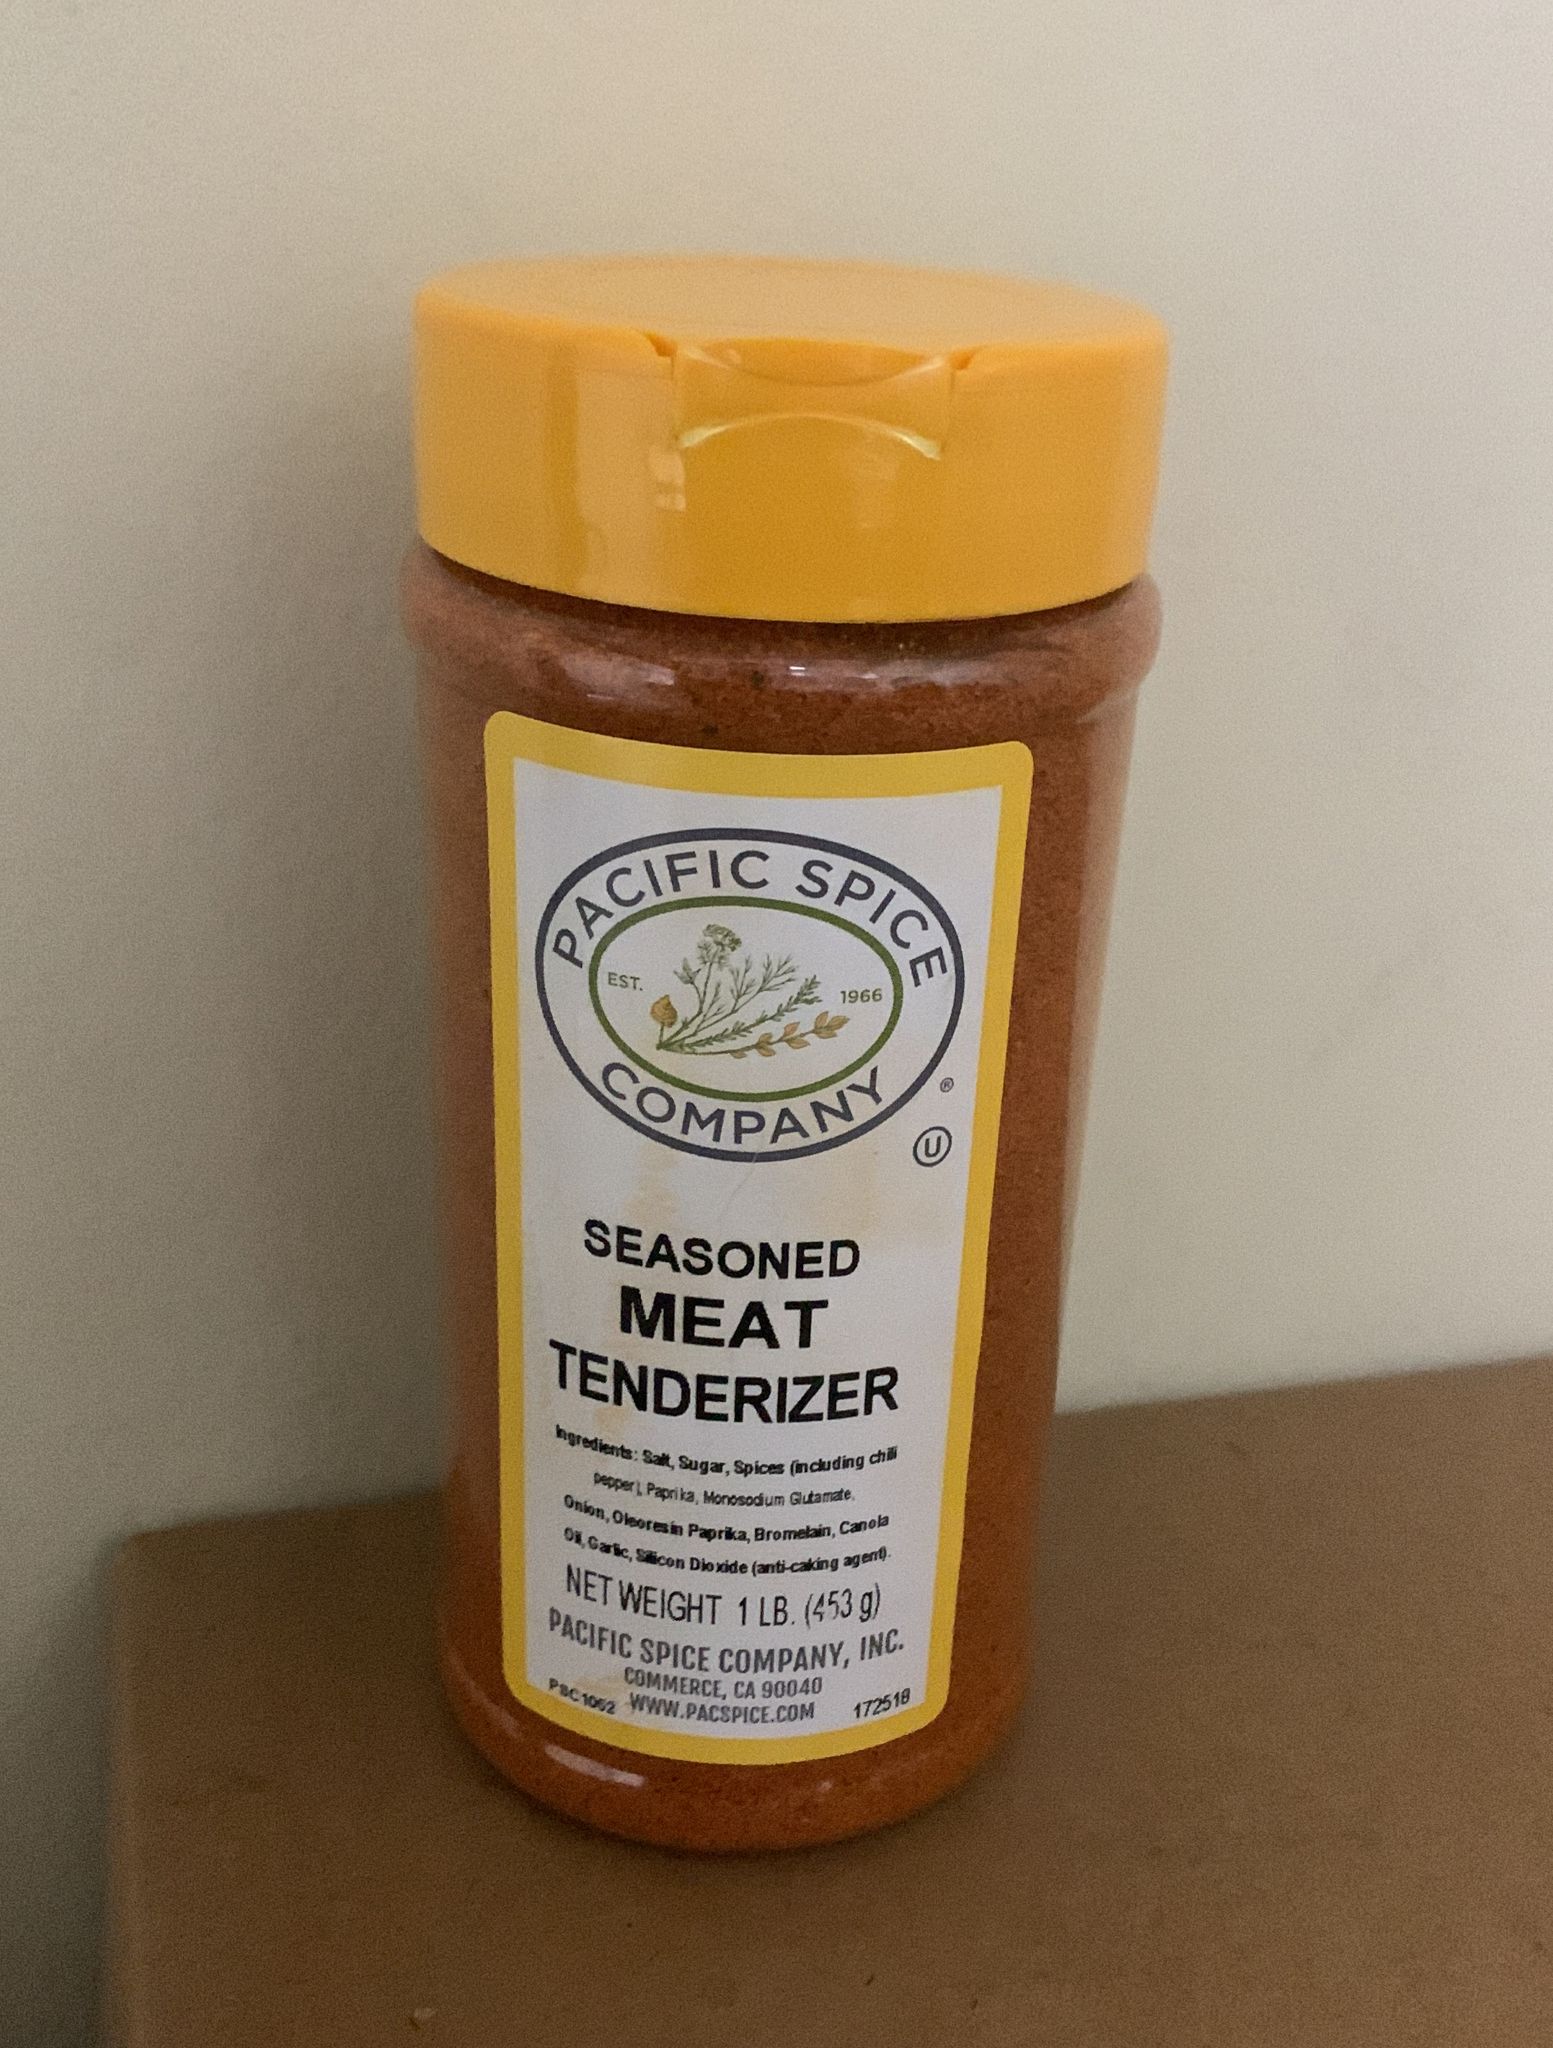 PACIFIC SPICE
EST. 1966
COMPANY
®
U
SEASONED
MEAT
TENDERIZER
Ingredients: Salt, Sugar, Spices (including chili
pepper), Paprika, Monosodium Glutamate,
Onion, Oleoresin Paprika, Bromelain, Canola
Oil, Garlic, Silicon Dioxide (anti-caking agent).
NET WEIGHT 1 LB. (453 g)
PACIFIC SPICE COMPANY, INC.
COMMERCE, CA 90040
PSC1062 WWW.PACSPICE.COM 172518